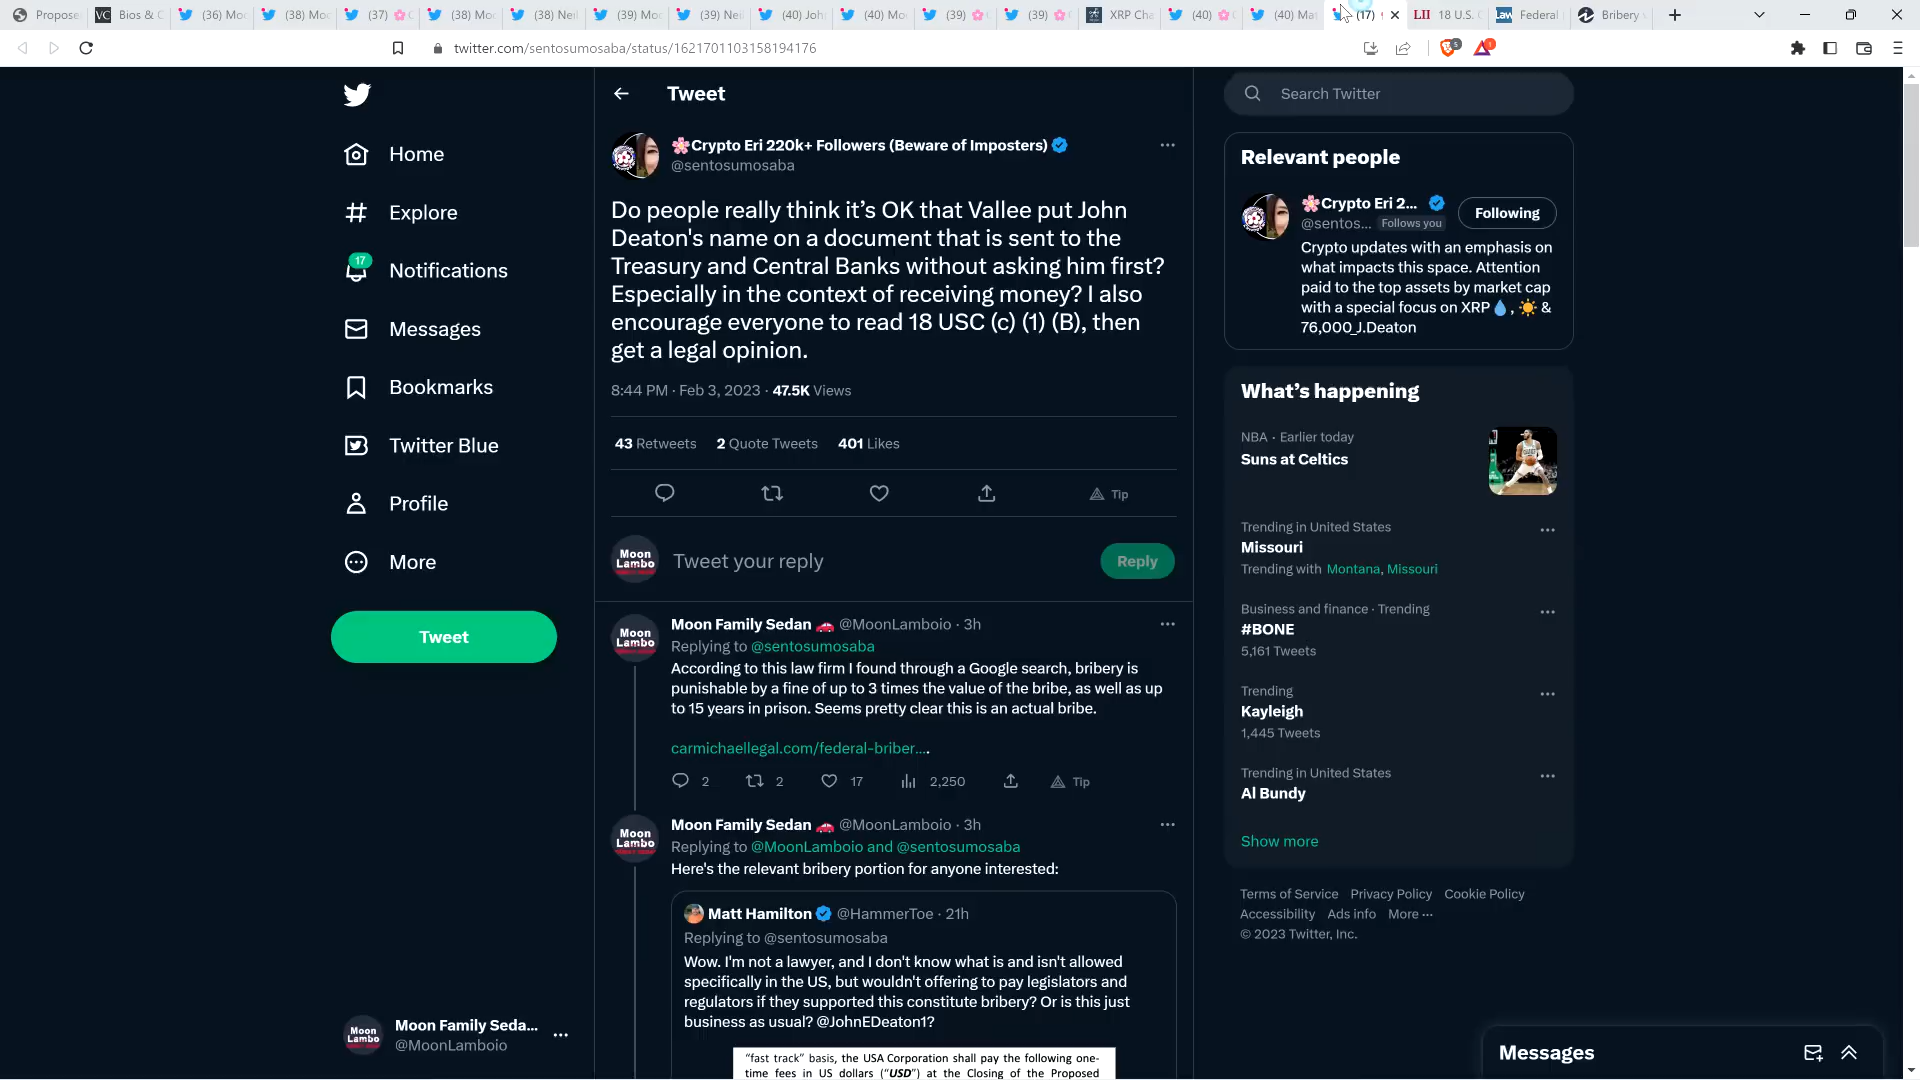 Propose
Bios & C
(36) Moo
(38) Moo
(37)
(38) Moo
(38) Neil
(39) Moo
(39) Neil
(40) Joh
(40) Moo
(39)
(39)
XRP Cha
(40)
(40) Ma
(17)
LII 18 U.S.
Law Federal
Bribery
twitter.com/sentosumosaba/status/1621701103158194176
Home
Explore
17
Notifications
Messages
Bookmarks
Twitter Blue
Profile
More
Tweet
Moon Lambo
Moon Family Seda...
@MoonLamboio
Tweet
🌸Crypto Eri 220k+ Followers (Beware of Imposters)
@sentosumosaba
Do people really think it’s OK that Vallee put John
Deaton's name on a document that is sent to the
Treasury and Central Banks without asking him first?
Especially in the context of receiving money? I also
encourage everyone to read 18 USC (c) (1) (B), then
get a legal opinion.
8:44 PM · Feb 3, 2023 · 47.5K Views
43 Retweets 2 Quote Tweets 401 Likes
Tip
Moon Lambo
Tweet your reply
Reply
Moon Lambo
Moon Family Sedan 🚗 @MoonLamboio · 3h
Replying to @sentosumosaba
According to this law firm I found through a Google search, bribery is
punishable by a fine of up to 3 times the value of the bribe, as well as up
to 15 years in prison. Seems pretty clear this is an actual bribe.
carmichaellegal.com/federal-briber....
2 2 17 2,250 Tip
Moon Lambo
Moon Family Sedan 🚗 @MoonLamboio · 3h
Replying to @MoonLamboio and @sentosumosaba
Here's the relevant bribery portion for anyone interested:
Matt Hamilton @HammerToe · 21h
Replying to @sentosumosaba
Wow. I'm not a lawyer, and I don't know what is and isn't allowed
specifically in the US, but wouldn't offering to pay legislators and
regulators if they supported this constitute bribery? Or is this just
business as usual? @JohnEDeaton1?
“fast track” basis, the USA Corporation shall pay the following one-
time fees in US dollars (“USD”) at the Closing of the Proposed
Search Twitter
Relevant people
🌸Crypto Eri 2...
@sentos... Follows you
Following
Crypto updates with an emphasis on
what impacts this space. Attention
paid to the top assets by market cap
with a special focus on XRP💧, ☀️ &
76,000_J.Deaton
What’s happening
NBA · Earlier today
Suns at Celtics
Trending in United States
Missouri
Trending with Montana, Missouri
Business and finance · Trending
#BONE
5,161 Tweets
Trending
Kayleigh
1,445 Tweets
Trending in United States
Al Bundy
Show more
Terms of Service Privacy Policy Cookie Policy
Accessibility Ads info More ···
© 2023 Twitter, Inc.
Messages